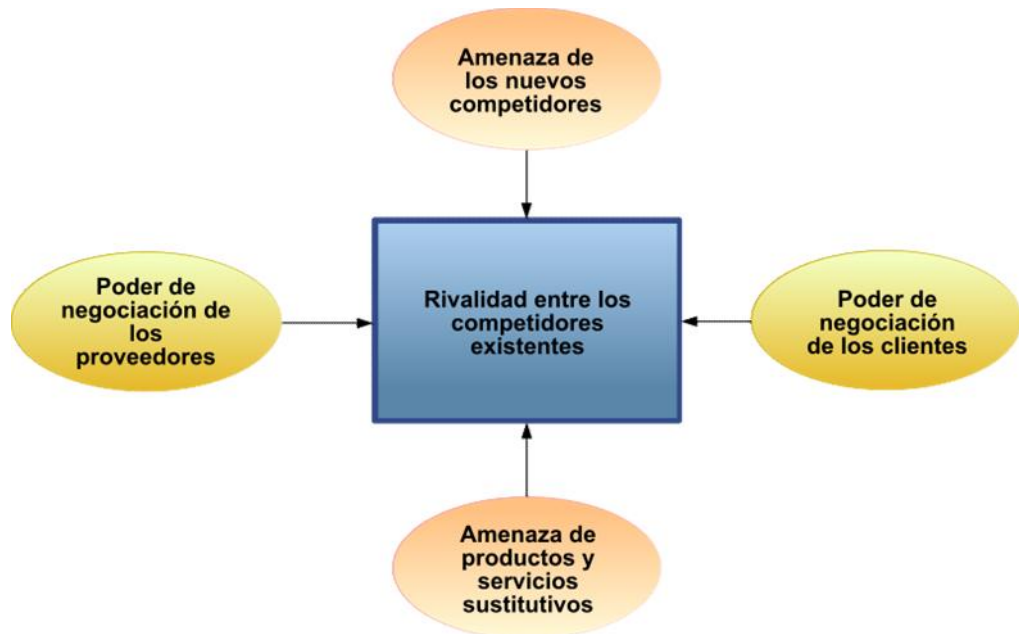 Amenaza de
los nuevos
competidores
Poder de
negociación de
los
proveedores
Rivalidad entre los
competidores
existentes
Poder de
negociación
de los clientes
Amenaza de
productos y
servicios
sustitutivos